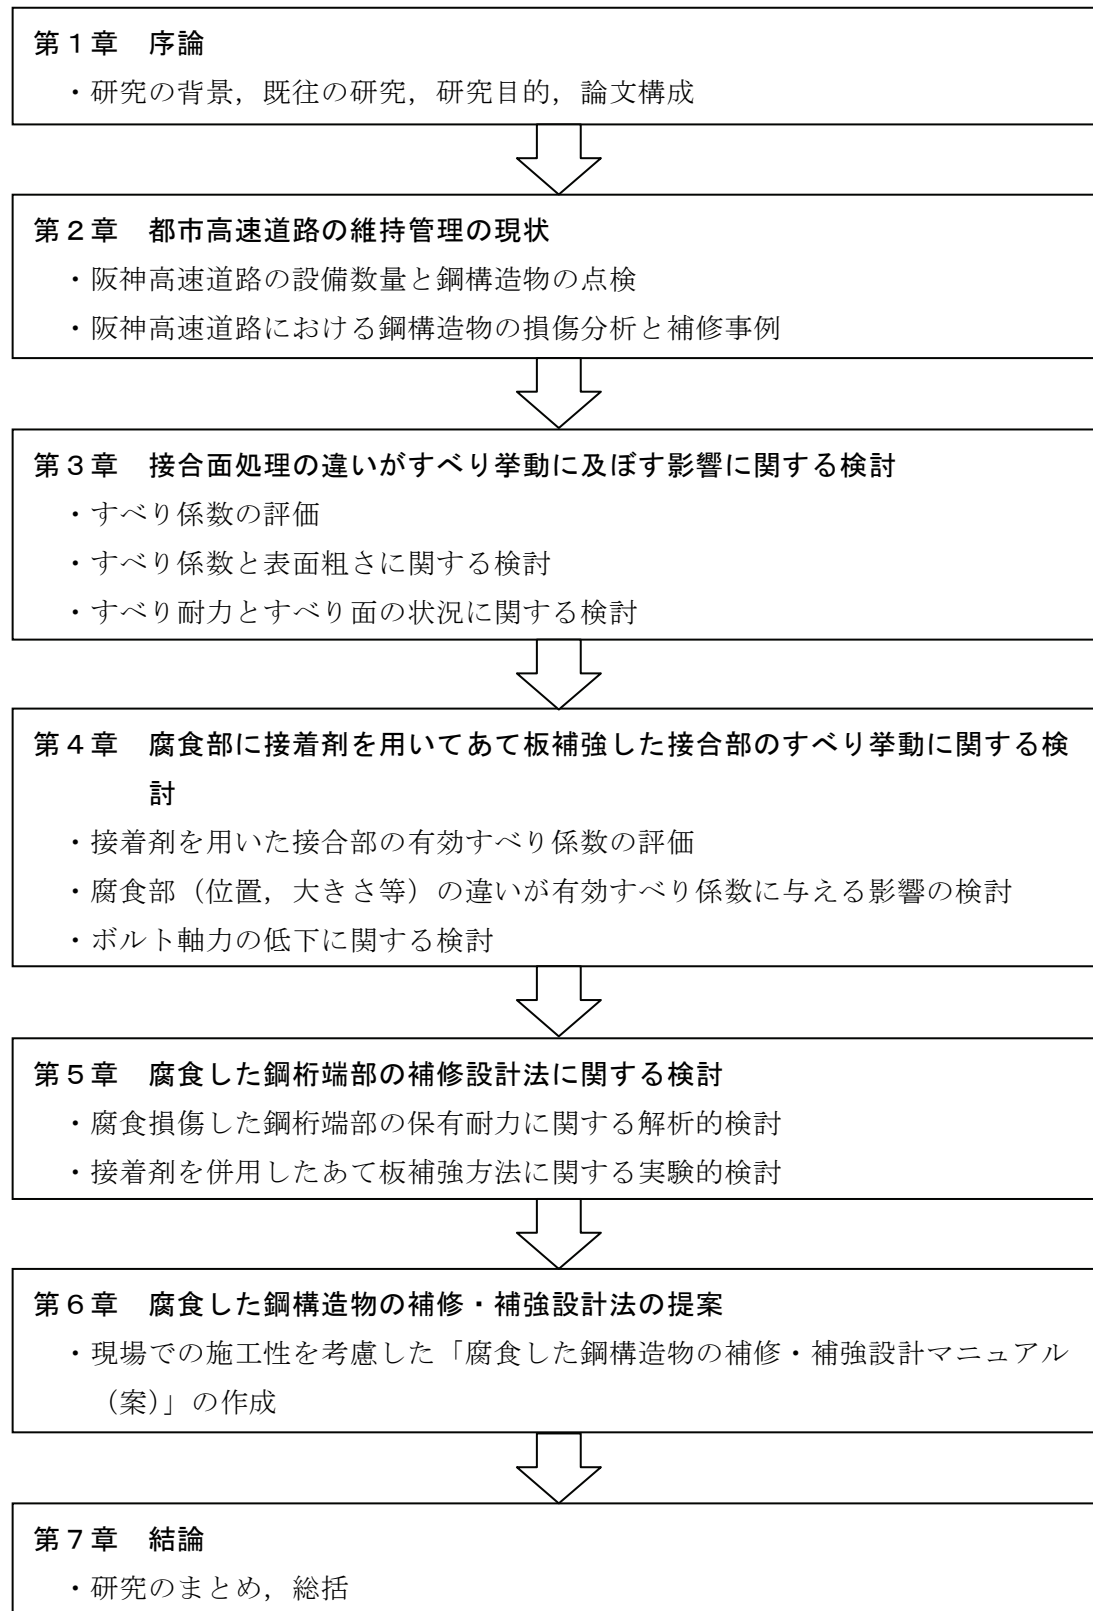 第1章　序論
・研究の背景，既往の研究，研究目的，論文構成
第2章　都市高速道路の維持管理の現状
・阪神高速道路の設備数量と鋼構造物の点検
・阪神高速道路における鋼構造物の損傷分析と補修事例
第3章　接合面処理の違いがすべり挙動に及ぼす影響に関する検討
・すべり係数の評価
・すべり係数と表面粗さに関する検討
・すべり耐力とすべり面の状況に関する検討
第4章　腐食部に接着剤を用いてあて板補強した接合部のすべり挙動に関する検
討
・接着剤を用いた接合部の有効すべり係数の評価
・腐食部（位置，大きさ等）の違いが有効すべり係数に与える影響の検討
・ボルト軸力の低下に関する検討
第5章　腐食した鋼桁端部の補修設計法に関する検討
・腐食損傷した鋼桁端部の保有耐力に関する解析的検討
・接着剤を併用したあて板補強方法に関する実験的検討
第6章　腐食した鋼構造物の補修・補強設計法の提案
・現場での施工性を考慮した「腐食した鋼構造物の補修・補強設計マニュアル
（案）」の作成
第7章　結論
・研究のまとめ，総括